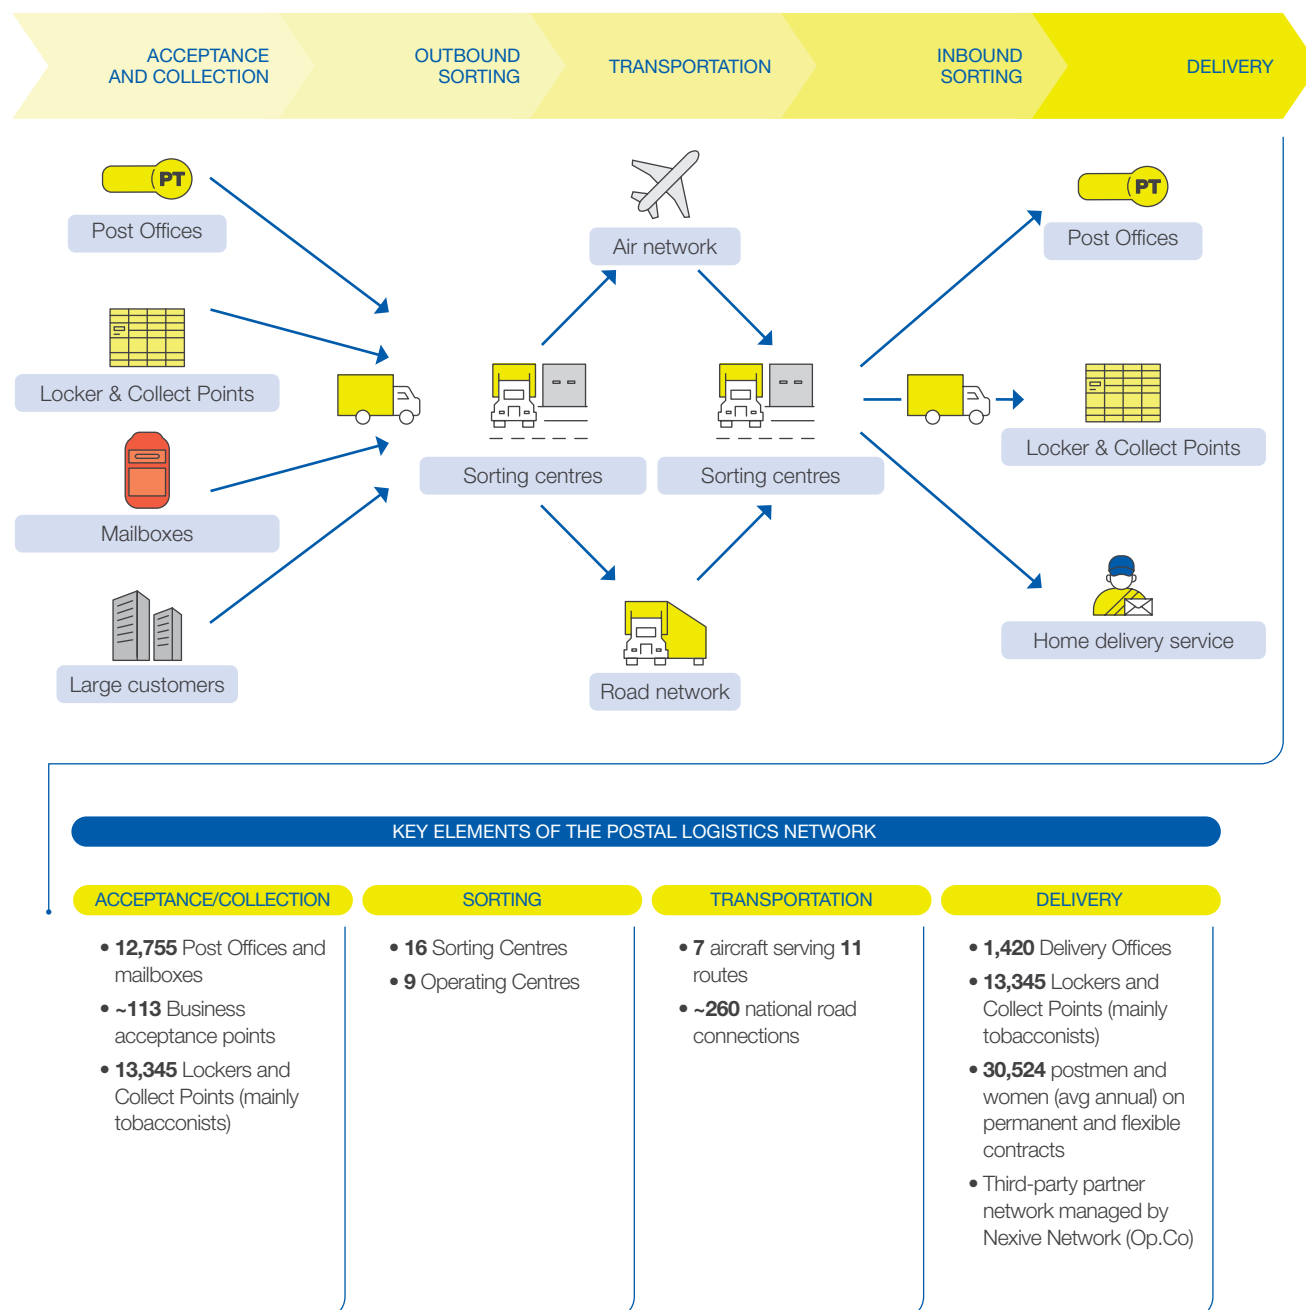 ACCEPTANCE
AND COLLECTION
OUTBOUND
SORTING
TRANSPORTATION
INBOUND
SORTING
DELIVERY
PT
Post Offices
Locker & Collect Points
Mailboxes
Large customers
Air network
Sorting centres
Sorting centres
Road network
PT
Post Offices
Locker & Collect Points
Home delivery service
KEY ELEMENTS OF THE POSTAL LOGISTICS NETWORK
ACCEPTANCE/COLLECTION
• 12,755 Post Offices and
mailboxes
• ~113 Business
acceptance points
• 13,345 Lockers and
Collect Points (mainly
tobacconists)
SORTING
• 16 Sorting Centres
• 9 Operating Centres
TRANSPORTATION
• 7 aircraft serving 11
routes
• ~260 national road
connections
DELIVERY
• 1,420 Delivery Offices
• 13,345 Lockers and
Collect Points (mainly
tobacconists)
• 30,524 postmen and
women (avg annual) on
permanent and flexible
contracts
• Third-party partner
network managed by
Nexive Network (Op.Co)